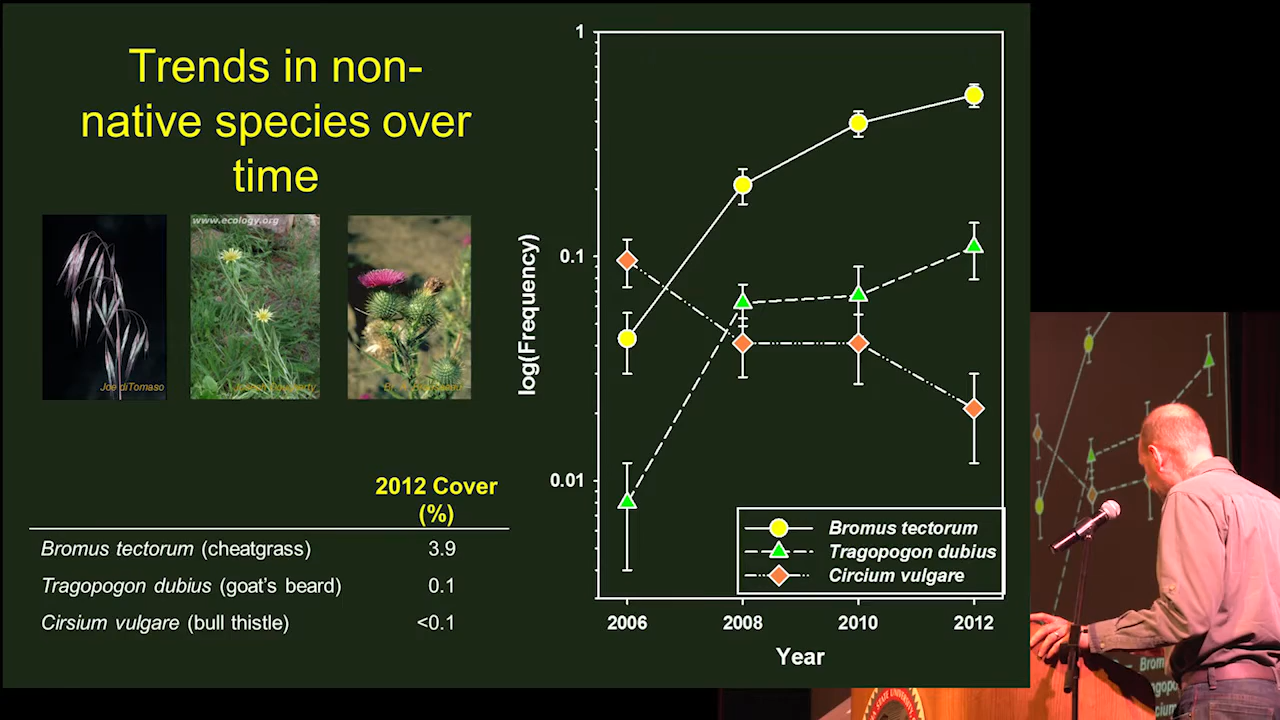 Trends in non-
native species over
time
www.ecology.org
Joe diTomaso
2012 Cover
(%)
Bromus tectorum (cheatgrass) 3.9
Tragopogon dubius (goat's beard) 0.1
Cirsium vulgare (bull thistle) <0.1
1
0.1
0.01
log(Frequency)
Bromus tectorum
Tragopogon dubius
Circium vulgare
2006 2008 2010 2012
Year
STATE